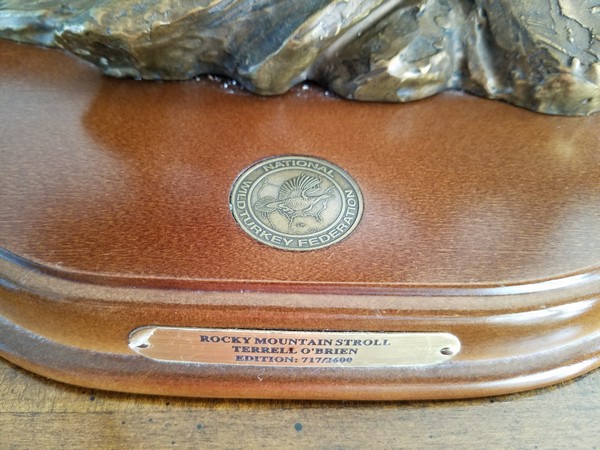 NATIONAL
WILD TURKEY FEDERATION
ROCKY MOUNTAIN STROLL
TERRELL O'BRIEN
EDITION: 717/2600